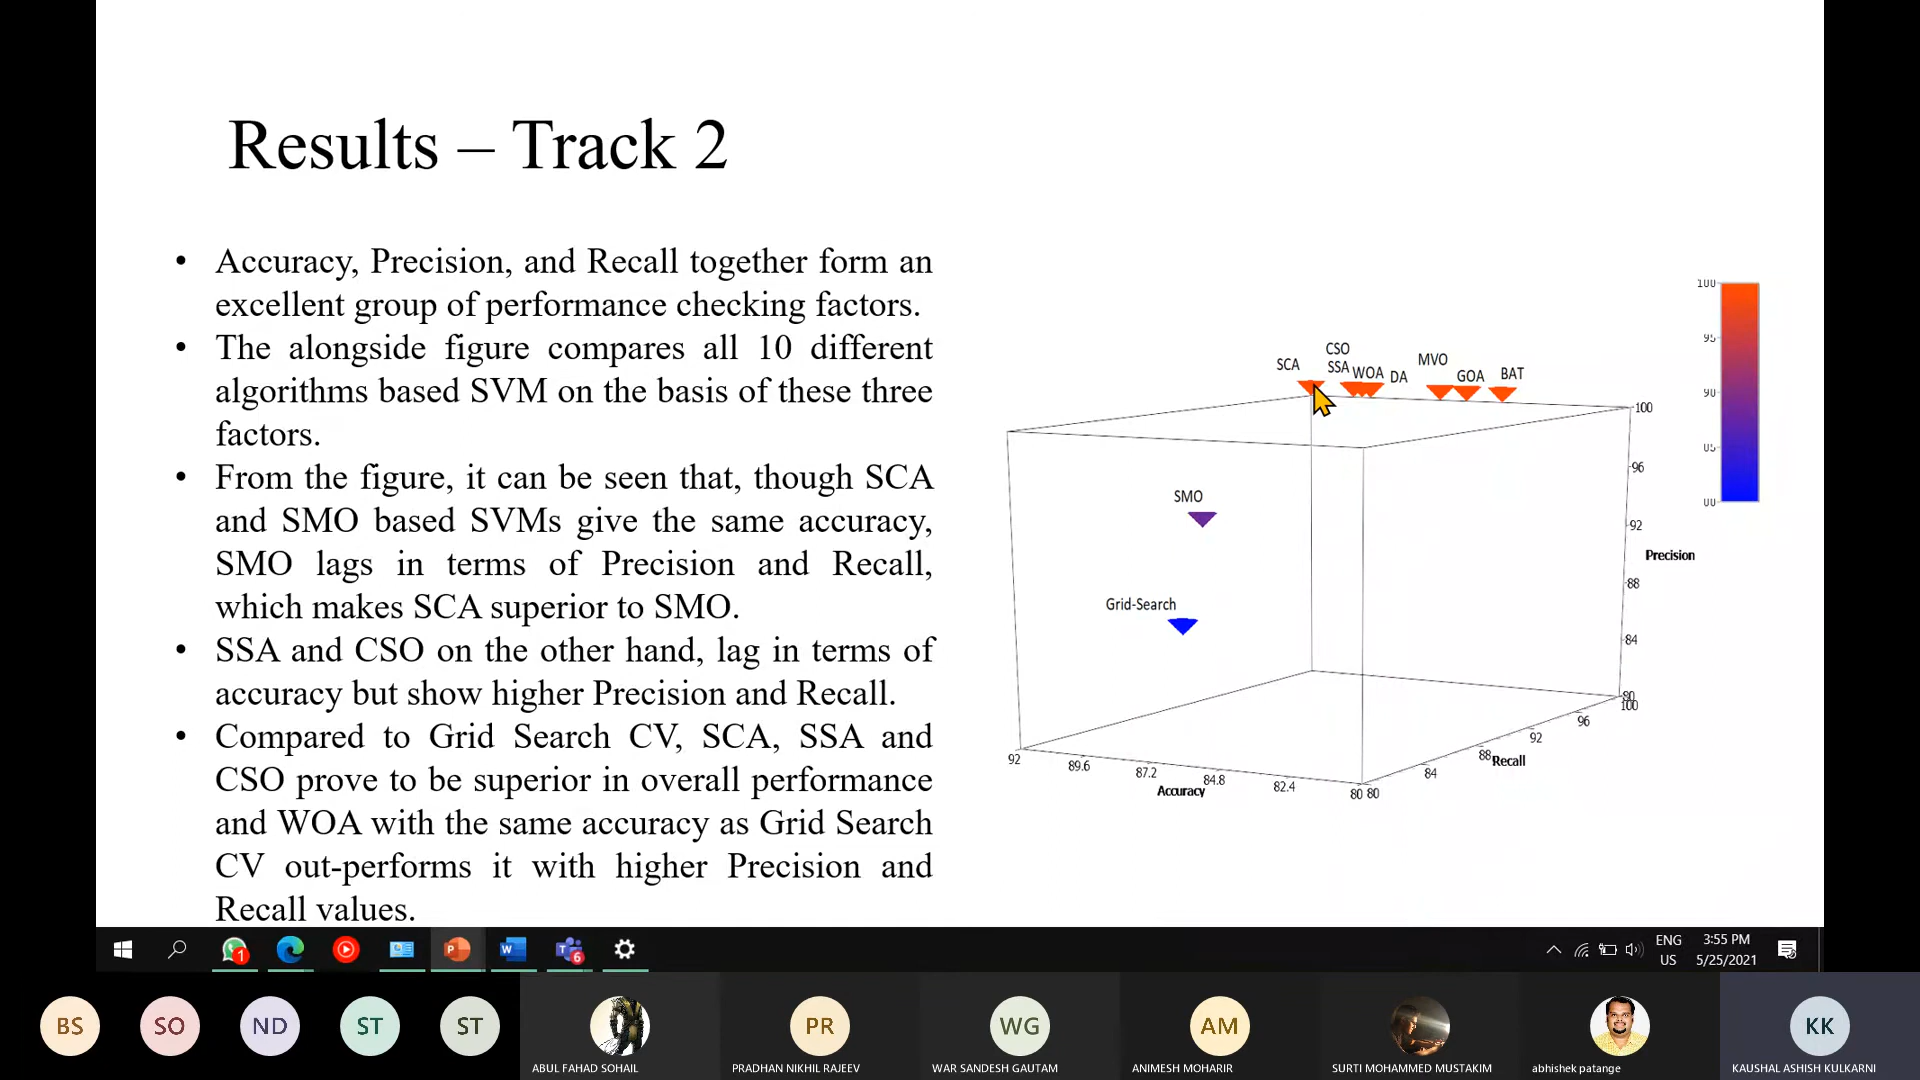 Results – Track 2
• Accuracy, Precision, and Recall together form an
excellent group of performance checking factors.
• The alongside figure compares all 10 different
algorithms based SVM on the basis of these three
factors.
• From the figure, it can be seen that, though SCA
and SMO based SVMs give the same accuracy,
SMO lags in terms of Precision and Recall,
which makes SCA superior to SMO.
• SSA and CSO on the other hand, lag in terms of
accuracy but show higher Precision and Recall.
• Compared to Grid Search CV, SCA, SSA and
CSO prove to be superior in overall performance
and WOA with the same accuracy as Grid Search
CV out-performs it with higher Precision and
Recall values.
100
95
90
SCA
CSO
SSA
WOA
DA
MVO
GOA
BAT
SMO
Grid-Search
100
96
92
88
84
80
Precision
100
96
92
88
84
80
Recall
92
89.6
87.2
84.8
82.4
80
Accuracy
1
6
ENG
US
3:55 PM
5/25/2021
BS
SO
ND
ST
ST
PR
WG
AM
KK
ABUL FAHAD SOHAIL
PRADHAN NIKHIL RAJEEV
WAR SANDESH GAUTAM
ANIMESH MOHARIR
SURTI MOHAMMED MUSTAKIM
abhishek patange
KAUSHAL ASHISH KULKARNI